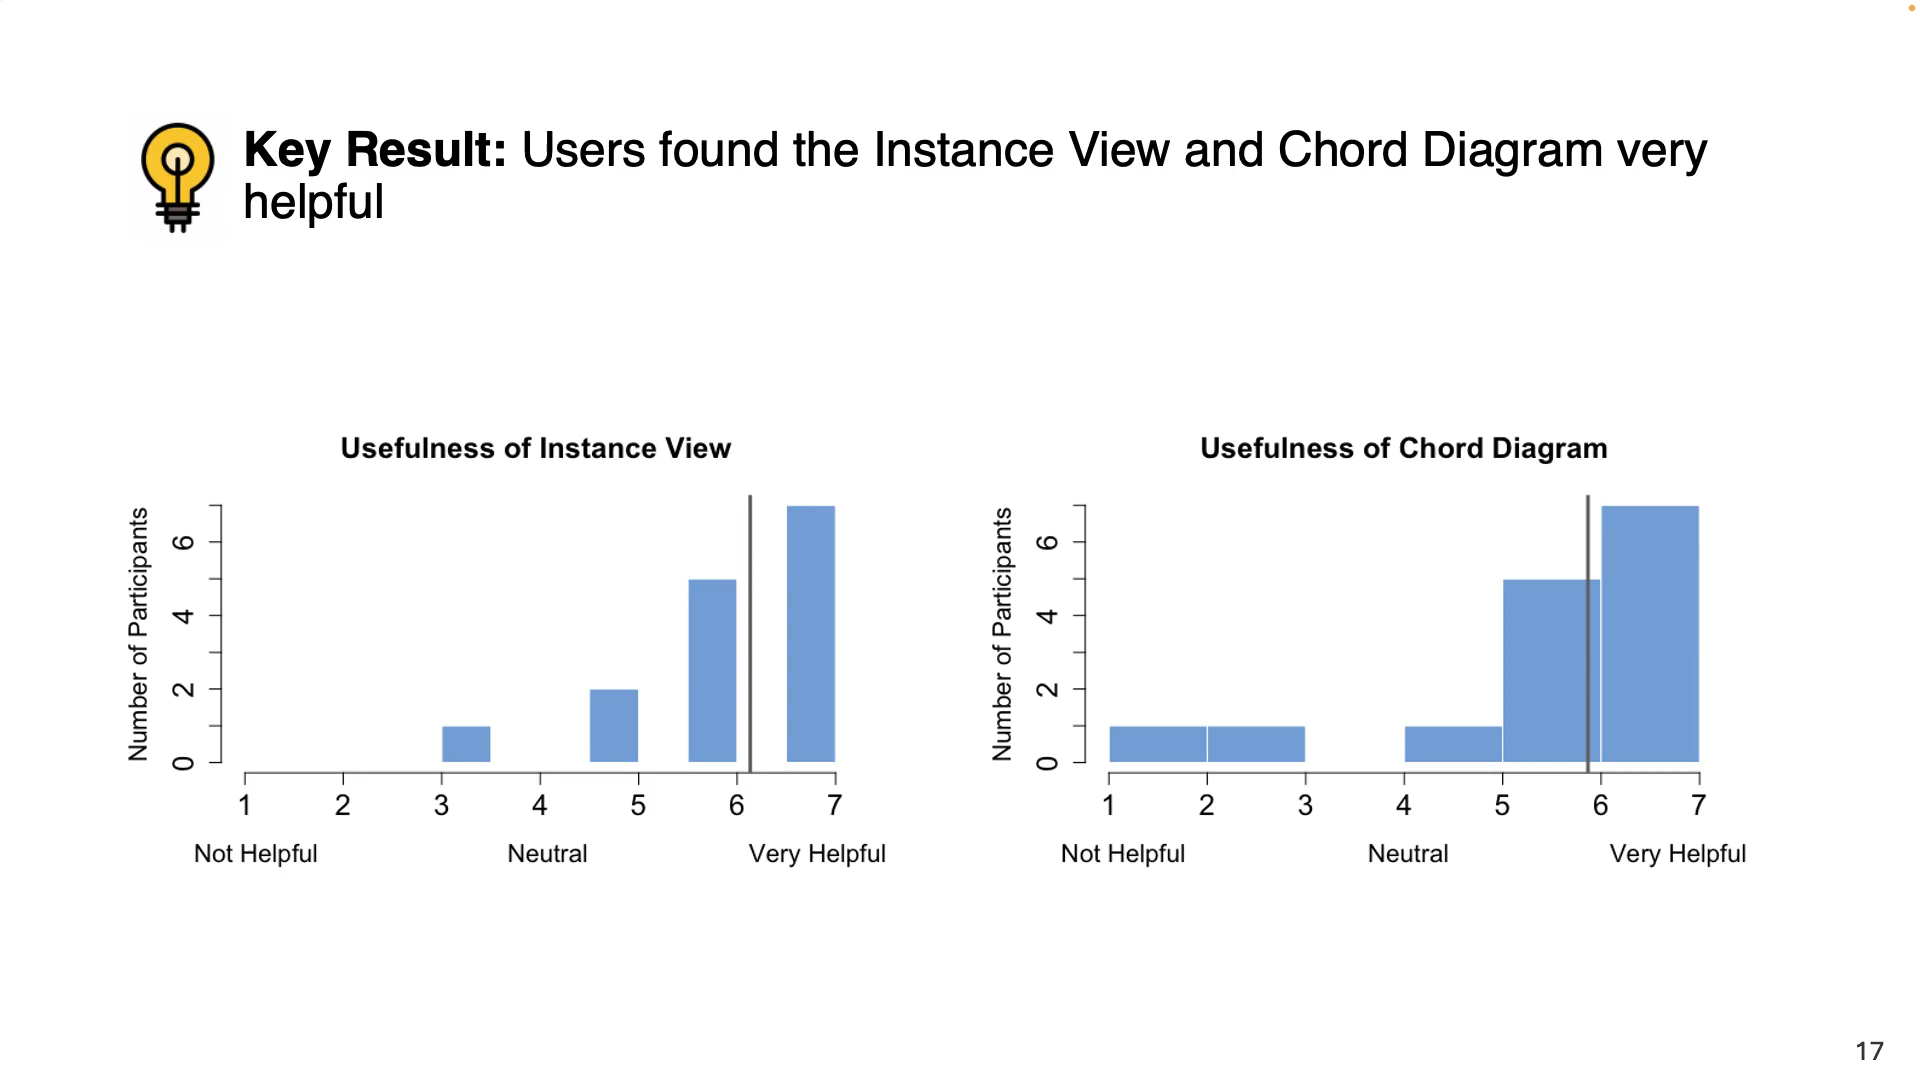 Key Result: Users found the Instance View and Chord Diagram very
helpful
Usefulness of Instance View
Number of Participants
6
4
2
0
1 2 3 4 5 6 7
Not Helpful Neutral Very Helpful
Usefulness of Chord Diagram
Number of Participants
6
4
2
0
1 2 3 4 5 6 7
Not Helpful Neutral Very Helpful
17